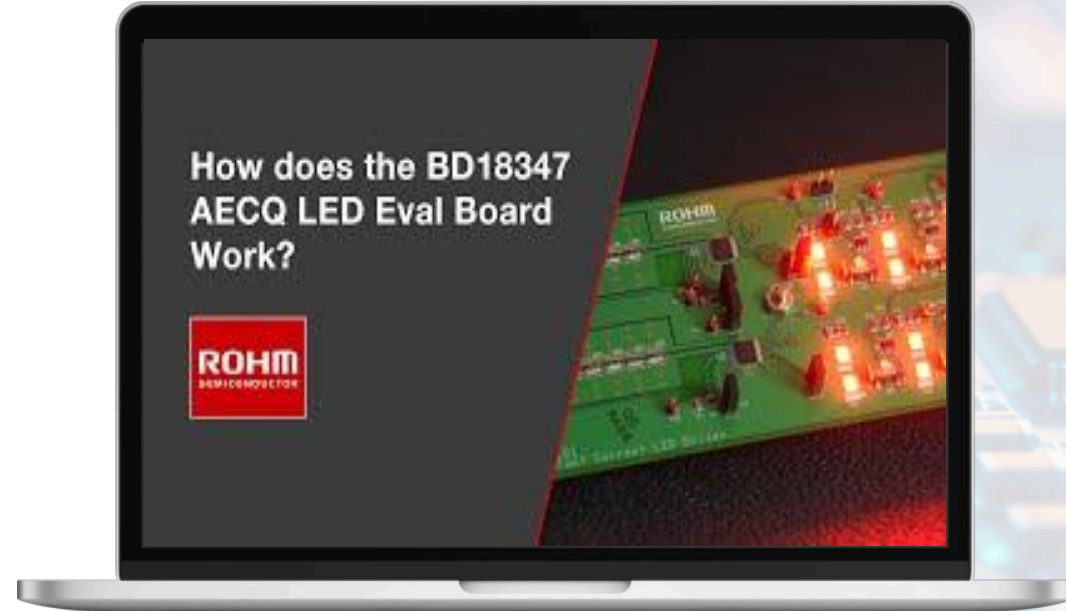 How does the BD18347
AECQ LED Eval Board
Work?
ROHM
SEMICONDUCTOR
ROHM